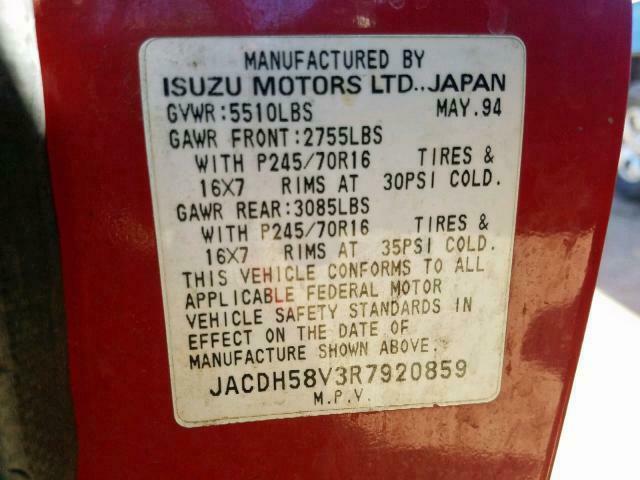 MANUFACTURED BY
ISUZU MOTORS LTD., JAPAN
GVWR:5510LBS MAY.94
GAWR FRONT:2755LBS
WITH P245/70R16 TIRES &
16X7 RIMS AT 30PSI COLD.
GAWR REAR:3085LBS
WITH P245/70R16 TIRES &
16X7 RIMS AT 35PSI COLD.
THIS VEHICLE CONFORMS TO ALL
APPLICABLE FEDERAL MOTOR
VEHICLE SAFETY STANDARDS IN
EFFECT ON THE DATE OF
MANUFACTURE SHOWN ABOVE.
JACDH58V3R7920859
M.P.V.